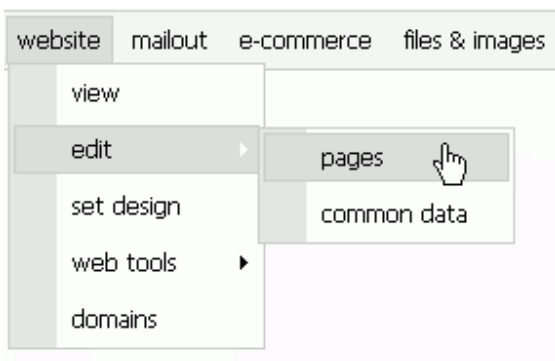 website mailout e-commerce files & images
view
edit
pages
set design
common data
web tools
domains